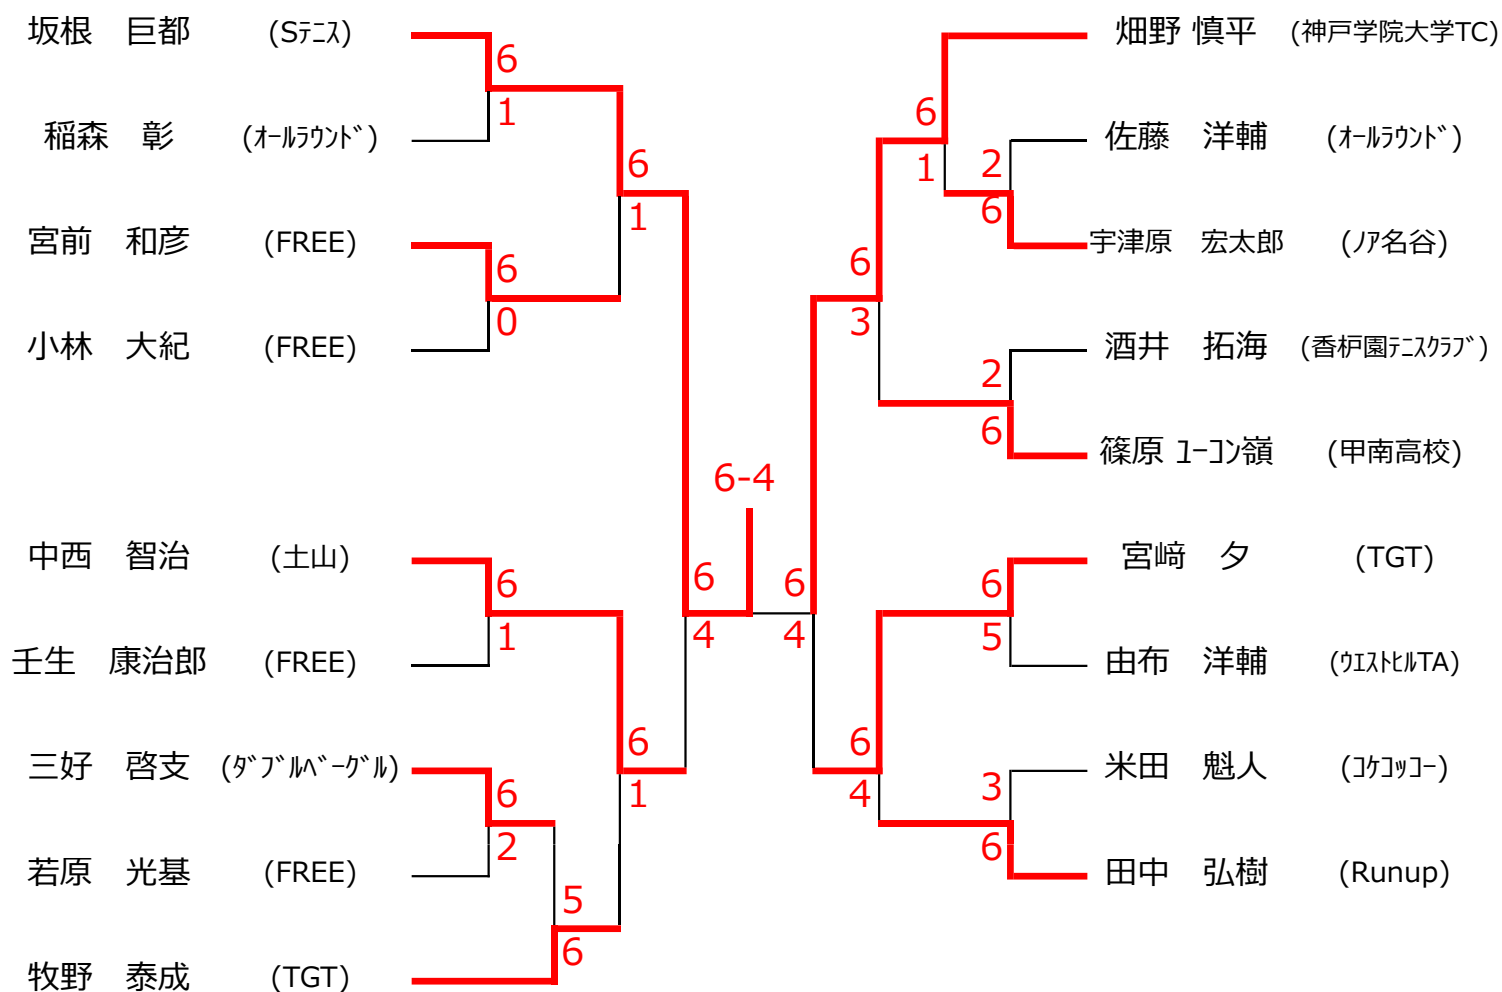 坂根　巨都 (Sﾃﾆｽ)
6
1
稲森　彰 (ｵｰﾙﾗｳﾝﾄﾞ)
6
1
宮前　和彦 (FREE)
6
0
小林　大紀 (FREE)
中西　智治 (土山)
6
1
壬生　康治郎 (FREE)
6
4
三好　啓支 (ﾀﾞﾌﾞﾙﾍﾞｰｸﾞﾙ)
6
1
6
2
若原　光基 (FREE)
5
6
牧野　泰成 (TGT)
6-4
畑野 慎平 (神戸学院大学TC)
6
1
佐藤　洋輔 (ｵｰﾙﾗｳﾝﾄﾞ)
2
6
宇津原　宏太郎 (ﾉｱ名谷)
6
3
酒井　拓海 (香枦園ﾃﾆｽｸﾗﾌﾞ)
2
6
篠原 ﾕｰｺﾝ嶺 (甲南高校)
宮﨑　夕 (TGT)
6
5
6
4
由布　洋輔 (ｳｴｽﾄﾋﾙTA)
6
4
米田　魁人 (ｺｹｺｯｺｰ)
3
6
田中　弘樹 (Runup)